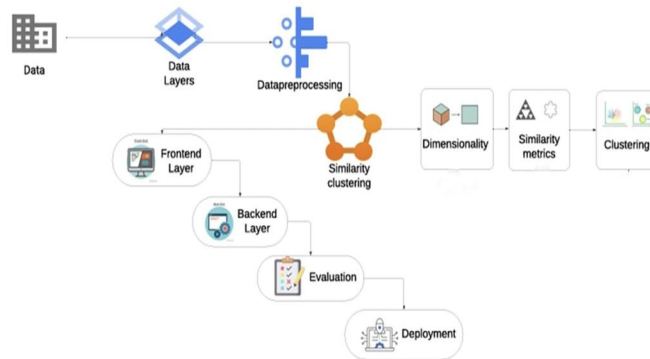 Data
Data
Layers
Datapreprocessing
Similarity
clustering
Dimensionality
Similarity
metrics
Clustering
Frontend
Layer
Backend
Layer
Evaluation
Deployment